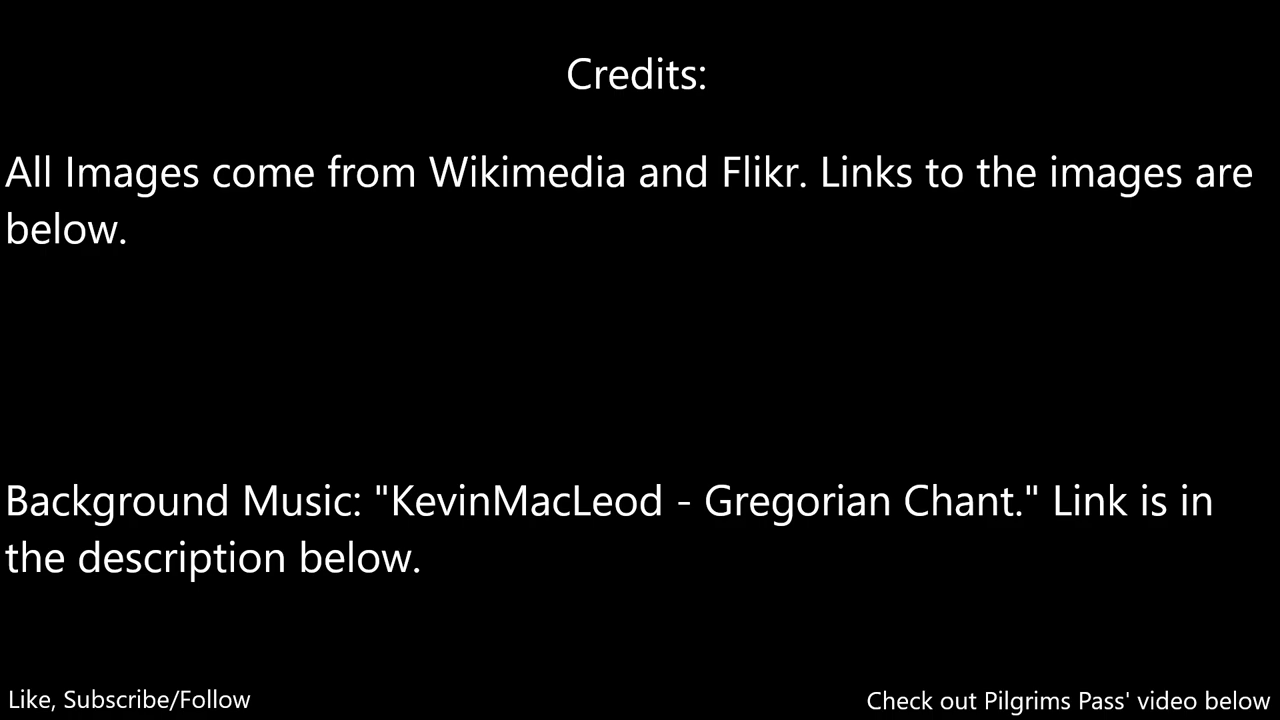 Credits:
All Images come from Wikimedia and Flikr. Links to the images are
below.
Background Music: "KevinMacLeod - Gregorian Chant." Link is in
the description below.
Like, Subscribe/Follow
Check out Pilgrims Pass' video below